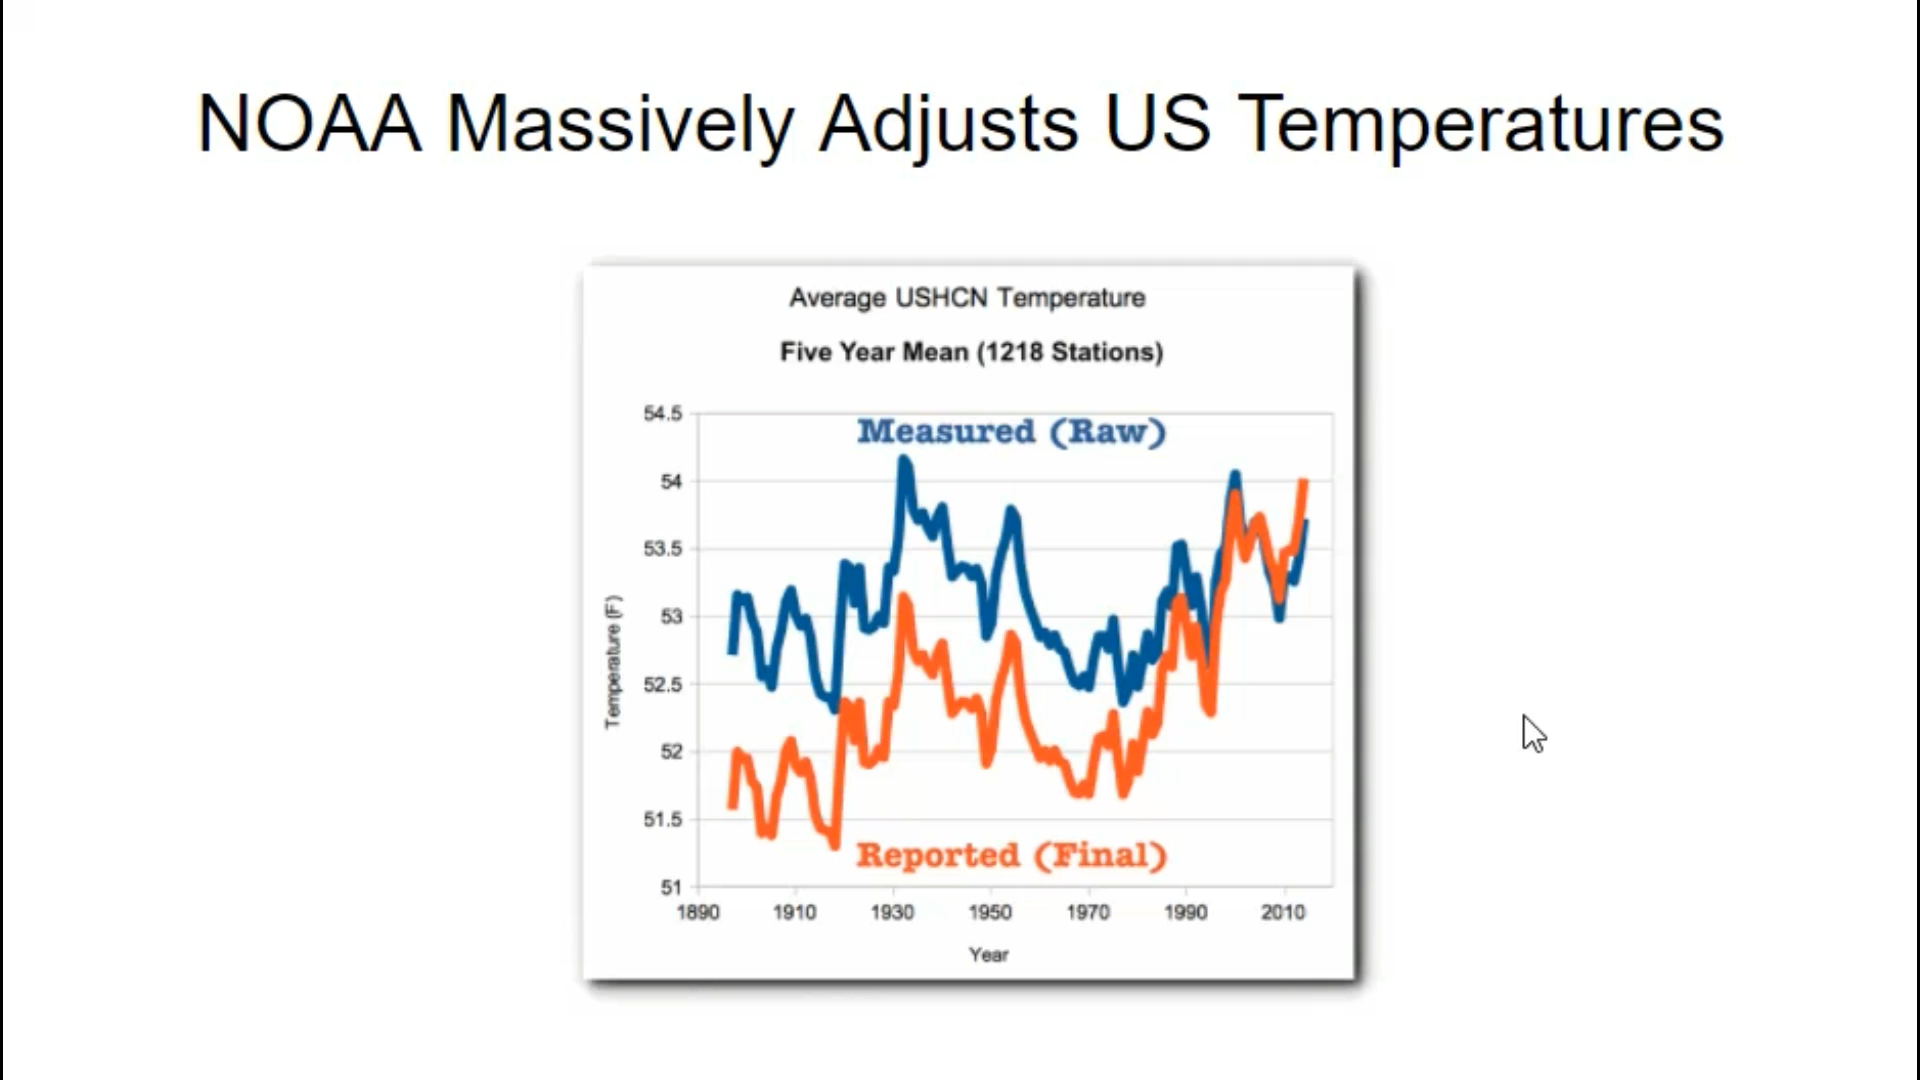 NOAA Massively Adjusts US Temperatures
Average USHCN Temperature
Five Year Mean (1218 Stations)
Measured (Raw)
54.5
54
53.5
53
52.5
52
51.5
51
Temperature (F)
Reported (Final)
1890 1910 1930 1950 1970 1990 2010
Year